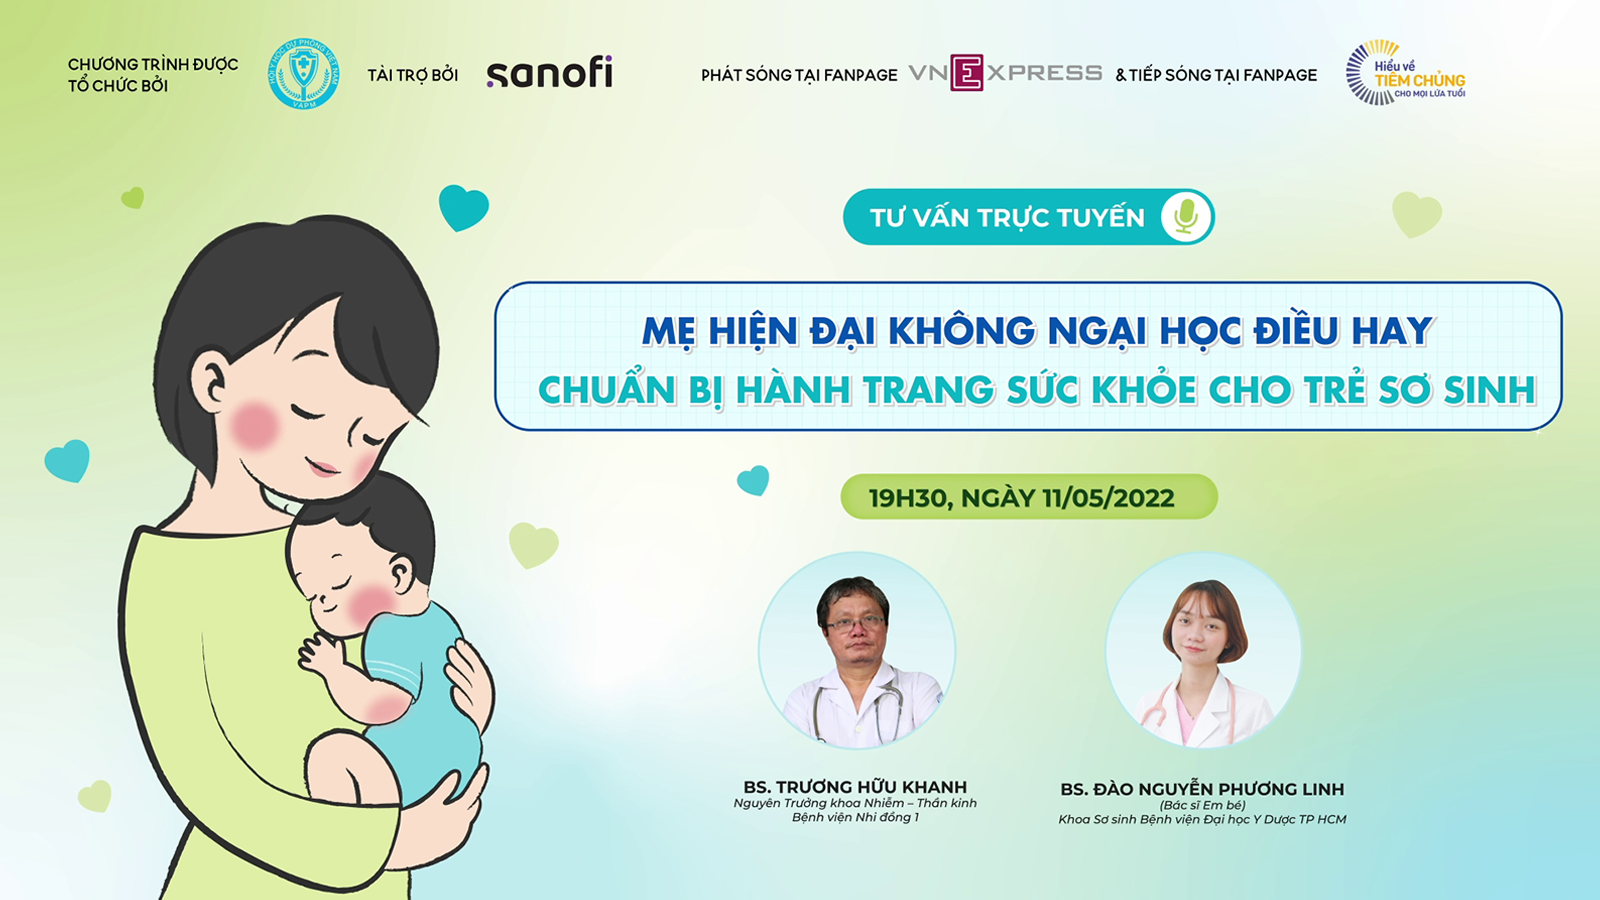 CHƯƠNG TRÌNH ĐƯỢC
TỔ CHỨC BỞI
HỘI Y HỌC DỰ PHÒNG VIỆT NAM
VAPM
TÀI TRỢ BỞI
sanofi
PHÁT SÓNG TẠI FANPAGE
VNEXPRESS
& TIẾP SÓNG TẠI FANPAGE
Hiểu về
TIÊM CHỦNG
CHO MỌI LỨA TUỔI
TƯ VẤN TRỰC TUYẾN
MẸ HIỆN ĐẠI KHÔNG NGẠI HỌC ĐIỀU HAY
CHUẨN BỊ HÀNH TRANG SỨC KHỎE CHO TRẺ SƠ SINH
19H30, NGÀY 11/05/2022
BS. TRƯƠNG HỮU KHANH
Nguyên Trưởng khoa Nhiễm – Thần kinh
Bệnh viện Nhi đồng 1
BS. ĐÀO NGUYỄN PHƯƠNG LINH
(Bác sĩ Em bé)
Khoa Sơ sinh Bệnh viện Đại học Y Dược TP HCM